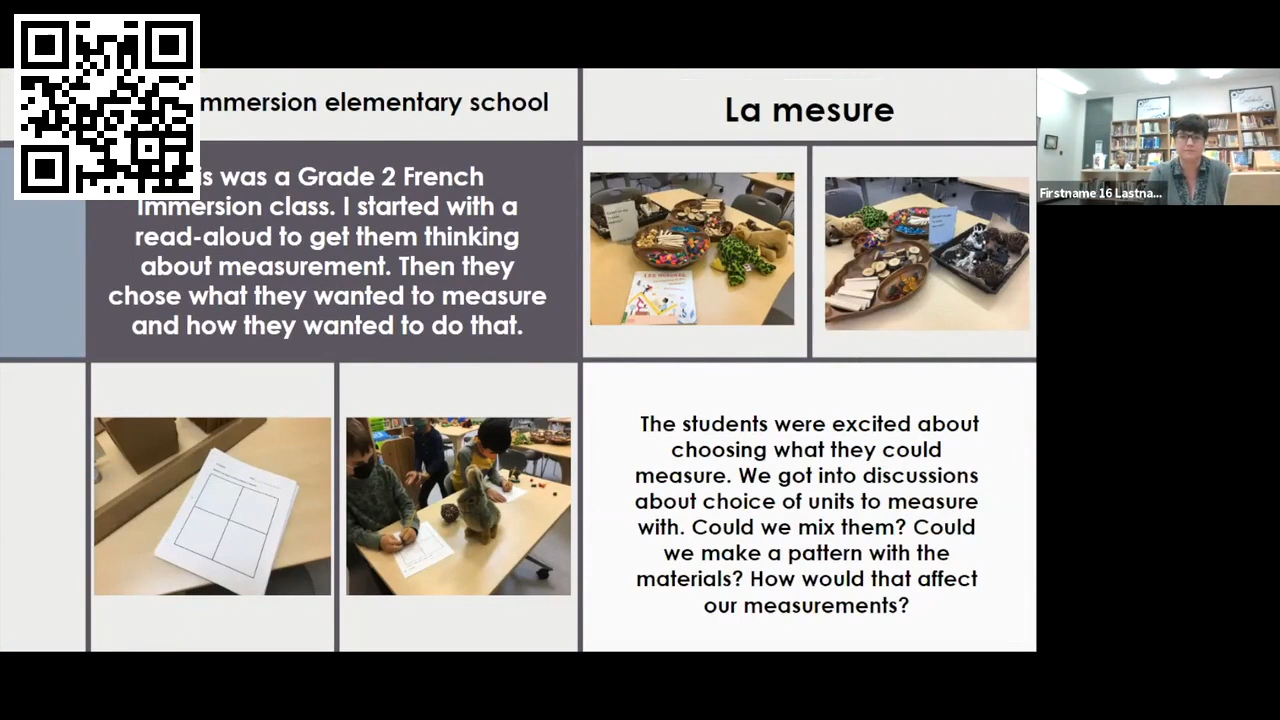 mmersion elementary school
La mesure
is was a Grade 2 French
Immersion class. I started with a
read-aloud to get them thinking
about measurement. Then they
chose what they wanted to measure
and how they wanted to do that.
The students were excited about
choosing what they could
measure. We got into discussions
about choice of units to measure
with. Could we mix them? Could
we make a pattern with the
materials? How would that affect
our measurements?
Firstname 16 Lastna...